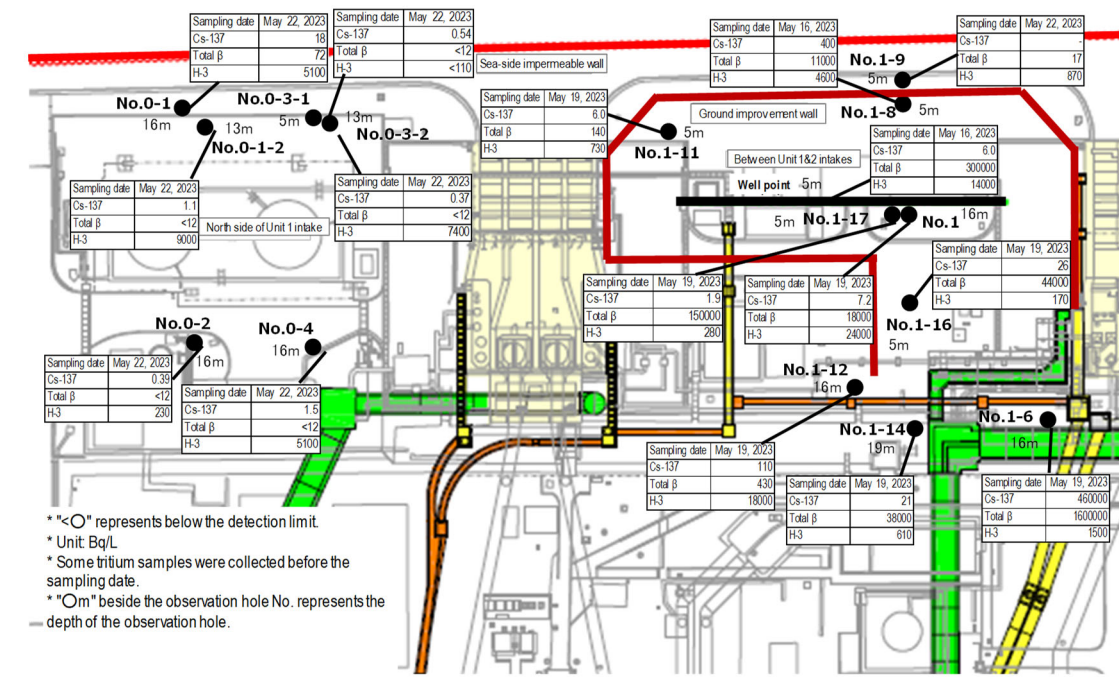 Sampling date May 22, 2023
Cs-137 18
Total β 72
H-3 5100
Sampling date May 22, 2023
Cs-137 0.54
Total β <12
H-3 <110
Sea-side impermeable wall
Sampling date May 16, 2023
Cs-137 400
Total β 11000
H-3 4600
Sampling date May 22, 2023
Cs-137 -
Total β 17
H-3 870
No.1-9
5m
No.1-8 5m
No.0-1
16m
No.0-3-1
5m
13m
No.0-3-2
13m
No.0-1-2
Sampling date May 19, 2023
Cs-137 6.0
Total β 140
H-3 730
5m
No.1-11
Ground improvement wall
Sampling date May 16, 2023
Cs-137 6.0
Total β 300000
H-3 14000
Between Unit 1&2 intakes
Well point 5m
Sampling date May 22, 2023
Cs-137 1.1
Total β <12
H-3 9000
North side of Unit 1 intake
Sampling date May 22, 2023
Cs-137 0.37
Total β <12
H-3 7400
5m No.1-17 No.1 16m
Sampling date May 19, 2023
Cs-137 26
Total β 44000
H-3 170
Sampling date May 19, 2023
Cs-137 1.9
Total β 150000
H-3 280
Sampling date May 19, 2023
Cs-137 7.2
Total β 18000
H-3 24000
No.1-16
5m
No.0-2
16m
No.0-4
16m
Sampling date May 22, 2023
Cs-137 0.39
Total β <12
H-3 230
Sampling date May 22, 2023
Cs-137 1.5
Total β <12
H-3 5100
No.1-12
16m
No.1-14
19m
No.1-6
16m
Sampling date May 19, 2023
Cs-137 110
Total β 430
H-3 18000
Sampling date May 19, 2023
Cs-137 21
Total β 38000
H-3 610
Sampling date May 19, 2023
Cs-137 460000
Total β 1600000
H-3 1500
* "<○" represents below the detection limit.
* Unit: Bq/L
* Some tritium samples were collected before the
sampling date.
* "○m" beside the observation hole No. represents the
depth of the observation hole.